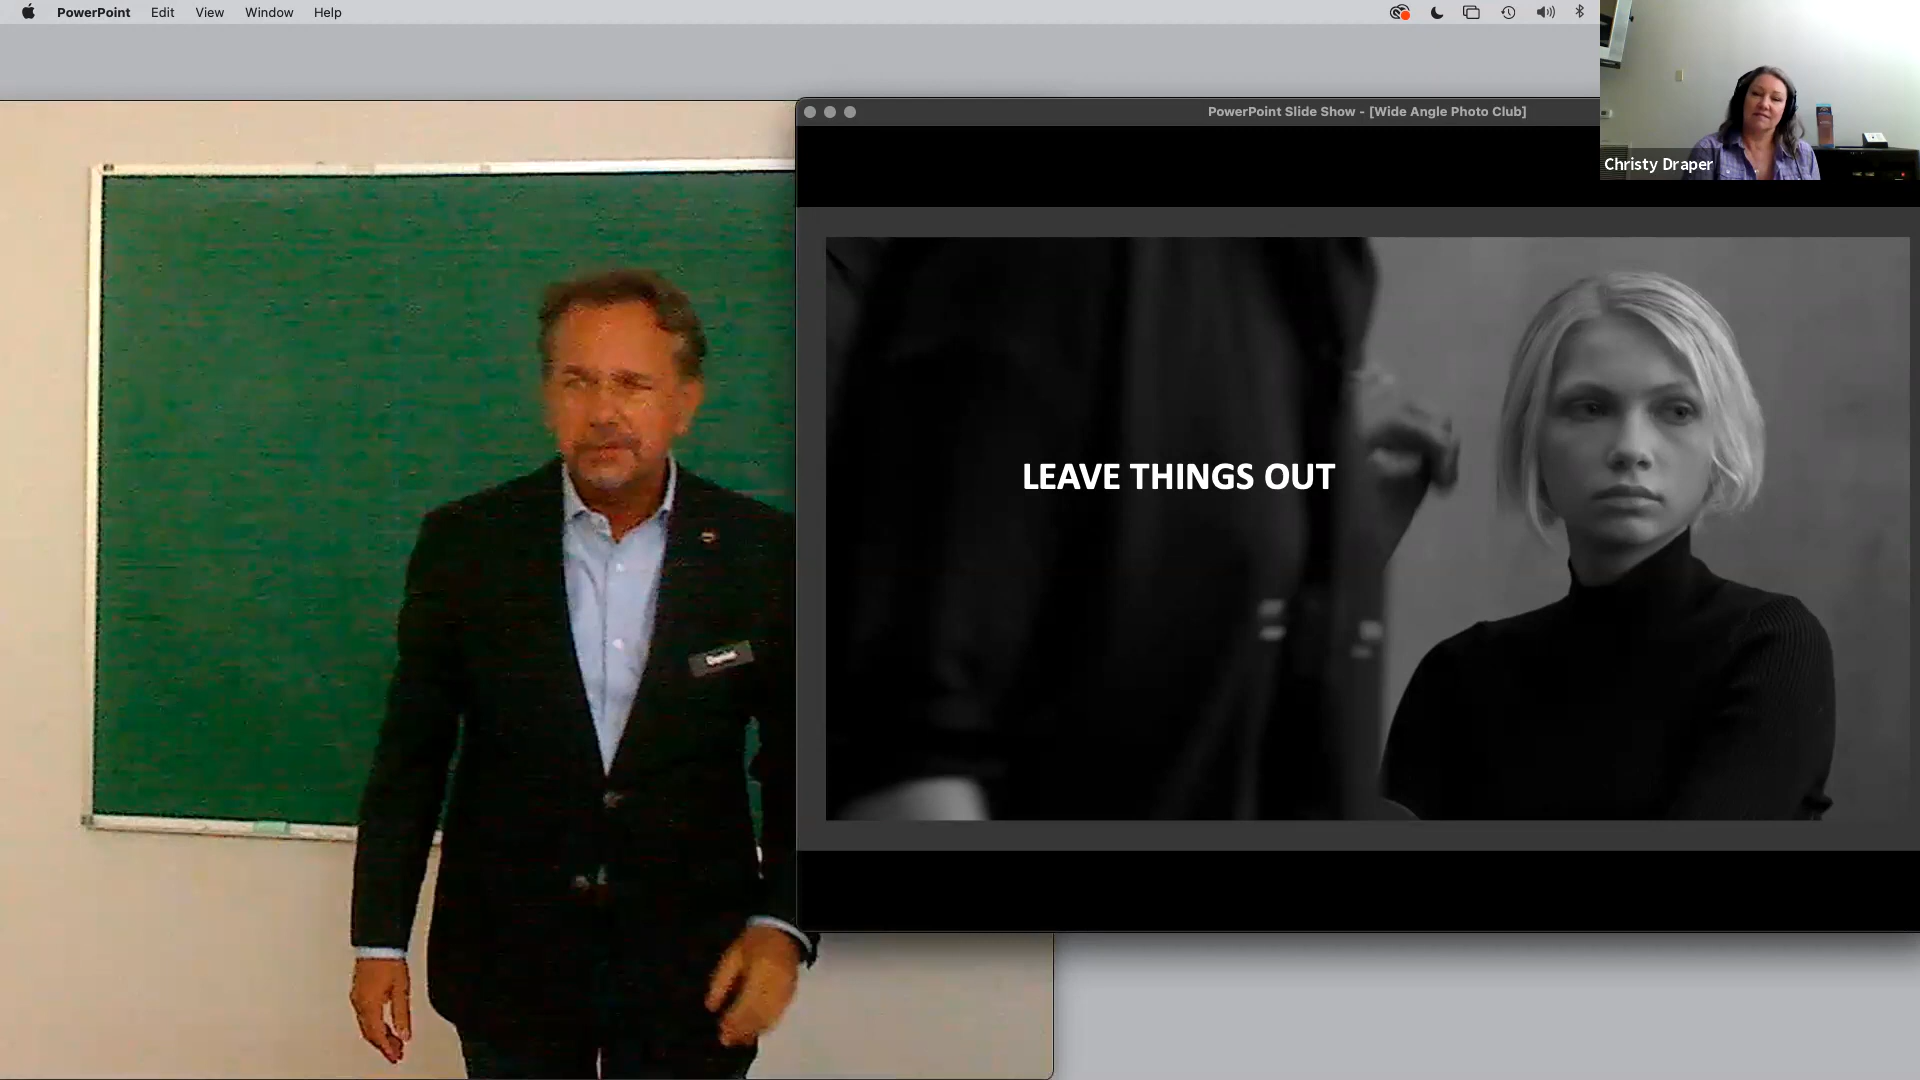 PowerPoint Edit View Window Help
PowerPoint Slide Show - [Wide Angle Photo Club]
Christy Draper
LEAVE THINGS OUT